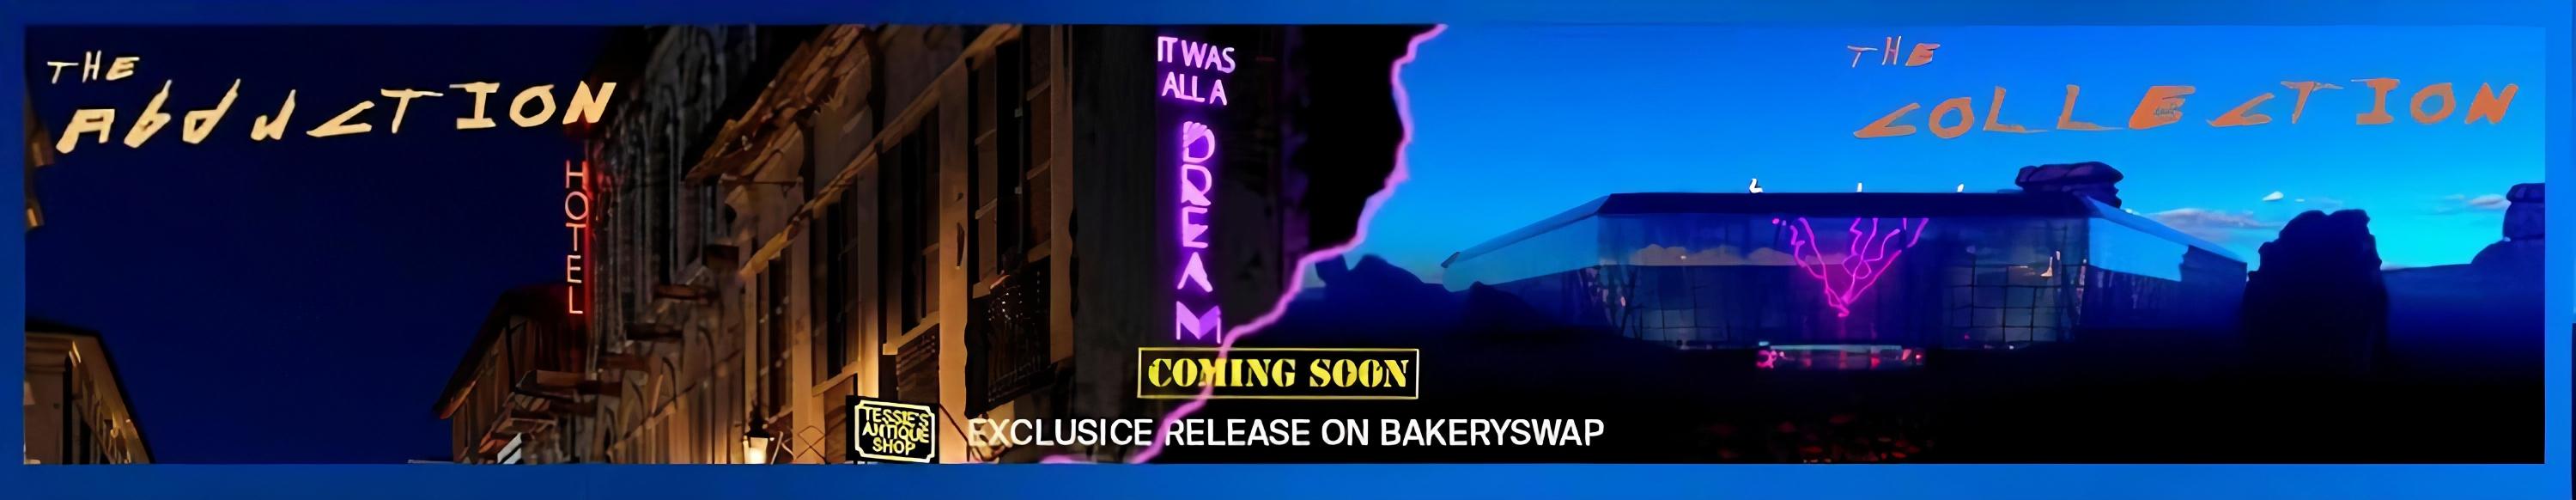 THE
AbduCTION
HOTEL
IT WAS
ALL A
DREAM
THE
COLLECTION
COMING SOON
TESSIE'S
ANTIQUE
SHOP
EXCLUSICE RELEASE ON BAKERYSWAP